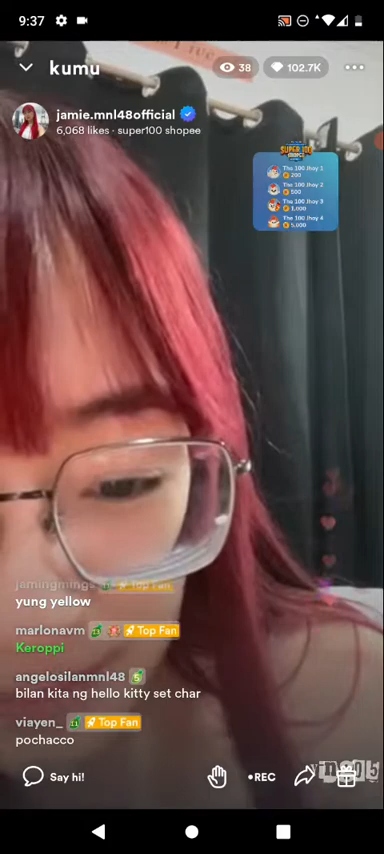 9:37
kumu
38
102.7K
jamie.mnl48official
6,068 likes · super100 shopee
SUPER 100
The 100 Jhoy 1
200
The 100 Jhoy 2
500
The 100 Jhoy 3
1,000
The 100 Jhoy 4
5,000
jamingmings Top Fan
yung yellow
marlonavm Top Fan
Keroppi
angelosilanmnl48 5
bilan kita ng hello kitty set char
viayen_ 11 Top Fan
pochacco
Say hi!
•REC